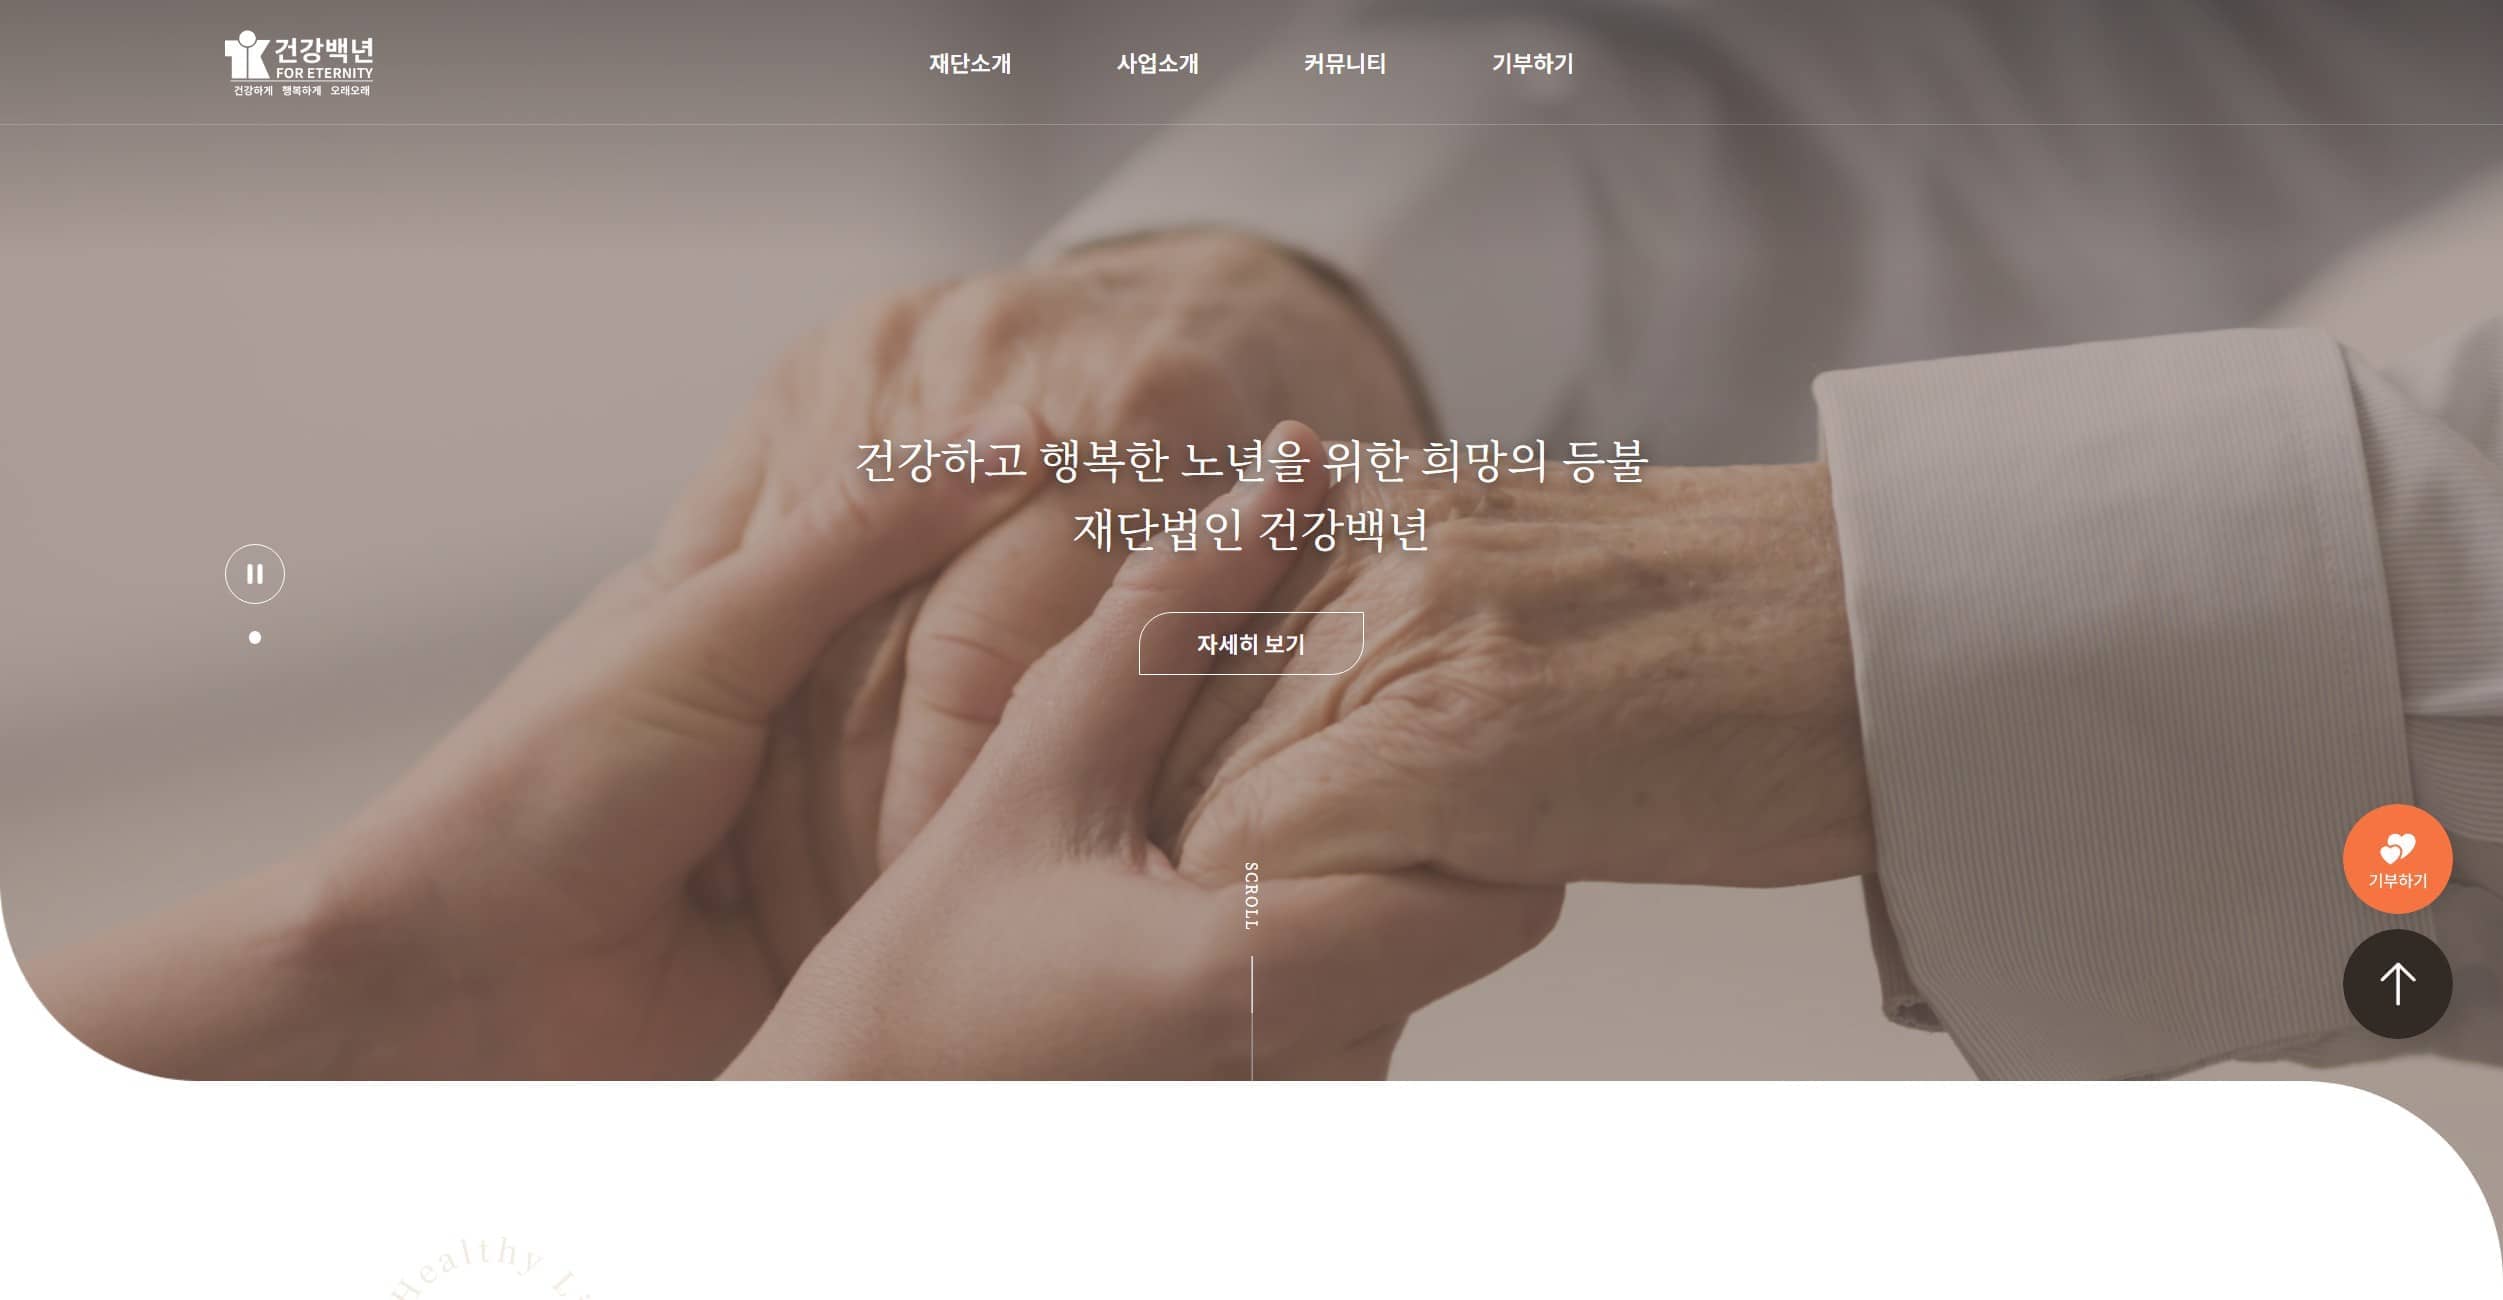 건강백년
FOR ETERNITY
건강하게 행복하게 오래오래
재단소개 사업소개 커뮤니티 기부하기
건강하고 행복한 노년을 위한 희망의 등불
재단법인 건강백년
자세히 보기
SCROLL
기부하기
Healthy